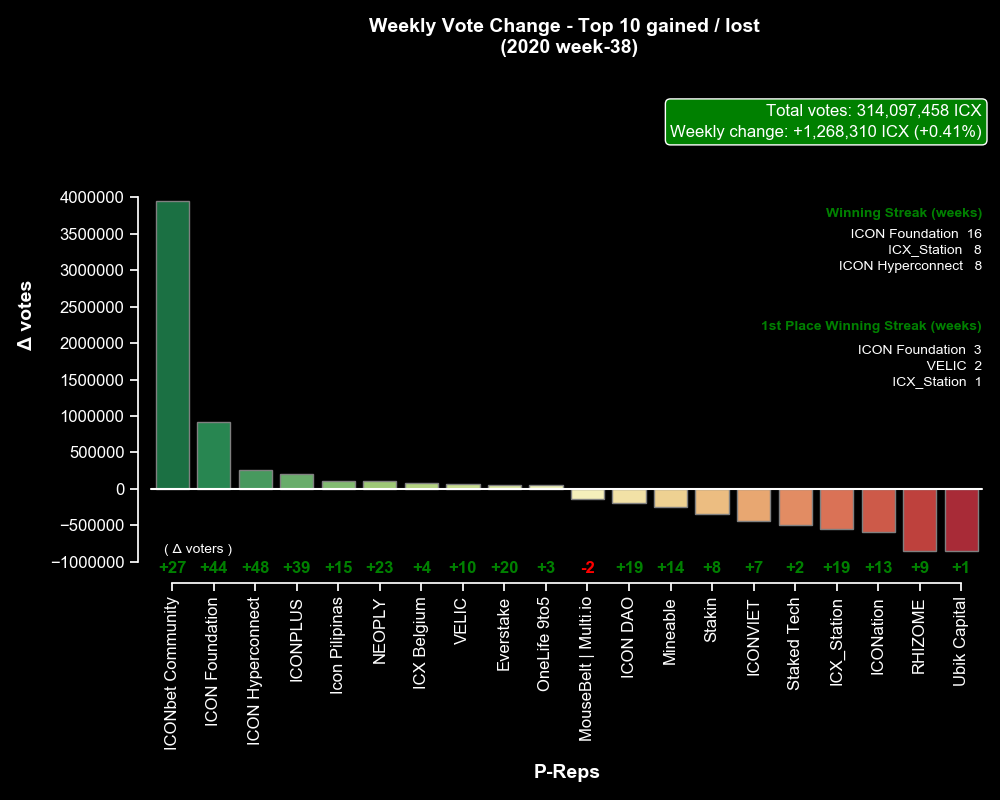 Weekly Vote Change - Top 10 gained / lost
(2020 week-38)
Total votes: 314,097,458 ICX
Weekly change: +1,268,310 ICX (+0.41%)
Winning Streak (weeks)
ICON Foundation 16
ICX_Station 8
ICON Hyperconnect 8
1st Place Winning Streak (weeks)
ICON Foundation 3
VELIC 2
ICX_Station 1
Δ votes
4000000
3500000
3000000
2500000
2000000
1500000
1000000
500000
0
−500000
−1000000
( Δ voters )
+27 +44 +48 +39 +15 +23 +4 +10 +20 +3 -2 +19 +14 +8 +7 +2 +19 +13 +9 +1
ICONbet Community
ICON Foundation
ICON Hyperconnect
ICONPLUS
Icon Pilipinas
NEOPLY
ICX Belgium
VELIC
Everstake
OneLife 9to5
MouseBelt | Multi.io
ICON DAO
Mineable
Stakin
ICONVIET
Staked Tech
ICX_Station
ICONation
RHIZOME
Ubik Capital
P-Reps